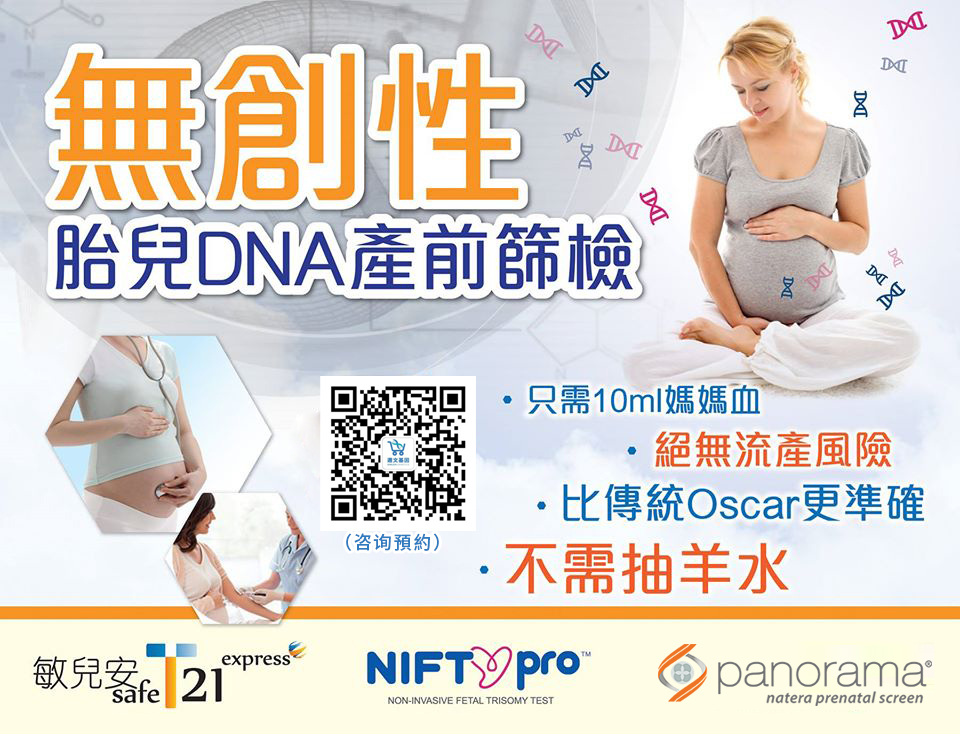 無創性
胎兒DNA產前篩檢
· 只需10ml媽媽血
· 絕無流產風險
· 比傳統Oscar更準確
· 不需抽羊水
（咨询預約）
敏兒安 safe T21 express
NIFTY pro™
NON-INVASIVE FETAL TRISOMY TEST
panorama®
natera prenatal screen